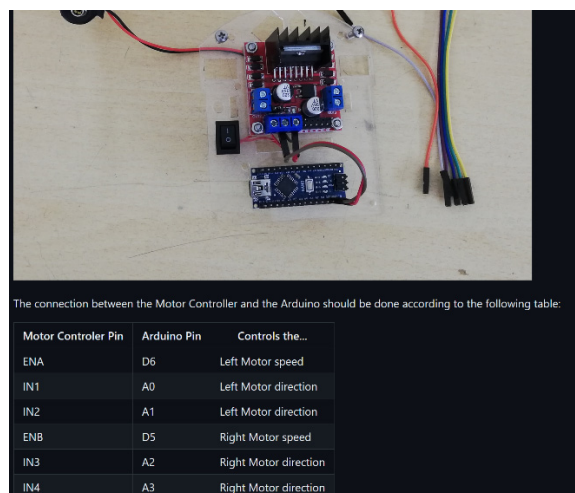 The connection between the Motor Controller and the Arduino should be done according to the following table:
Motor Controler Pin Arduino Pin Controls the...
ENA D6 Left Motor speed
IN1 A0 Left Motor direction
IN2 A1 Left Motor direction
ENB D5 Right Motor speed
IN3 A2 Right Motor direction
IN4 A3 Right Motor direction